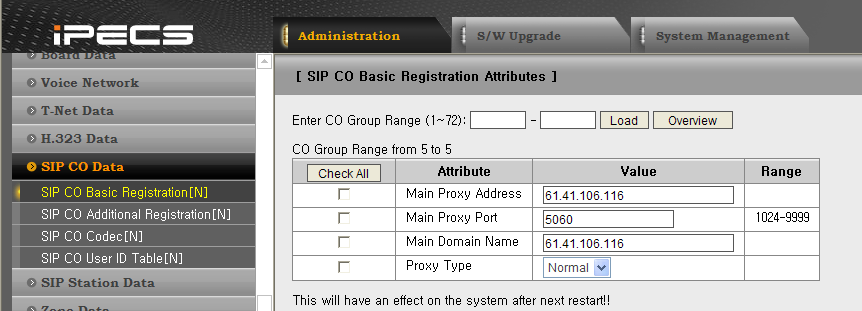 iPECS
Administration
S/W Upgrade
System Management
Board Data
Voice Network
T-Net Data
H.323 Data
SIP CO Data
SIP CO Basic Registration[N]
SIP CO Additional Registration[N]
SIP CO Codec[N]
SIP CO User ID Table[N]
SIP Station Data
Zone Data
[ SIP CO Basic Registration Attributes ]
Enter CO Group Range (1~72): - Load Overview
CO Group Range from 5 to 5
Check All Attribute Value Range
Main Proxy Address 61.41.106.116
Main Proxy Port 5060 1024-9999
Main Domain Name 61.41.106.116
Proxy Type Normal
This will have an effect on the system after next restart!!